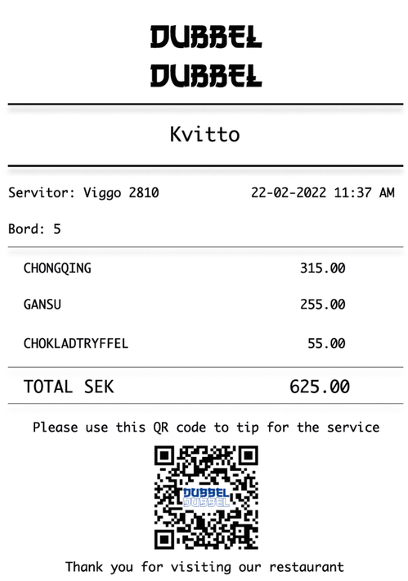 DUBBEL
DUBBEL
Kvitto
Servitor: Viggo 2810 22-02-2022 11:37 AM
Bord: 5
CHONGQING 315.00
GANSU 255.00
CHOKLADTRYFFEL 55.00
TOTAL SEK 625.00
Please use this QR code to tip for the service
DUBBEL
DUBBEL
Thank you for visiting our restaurant